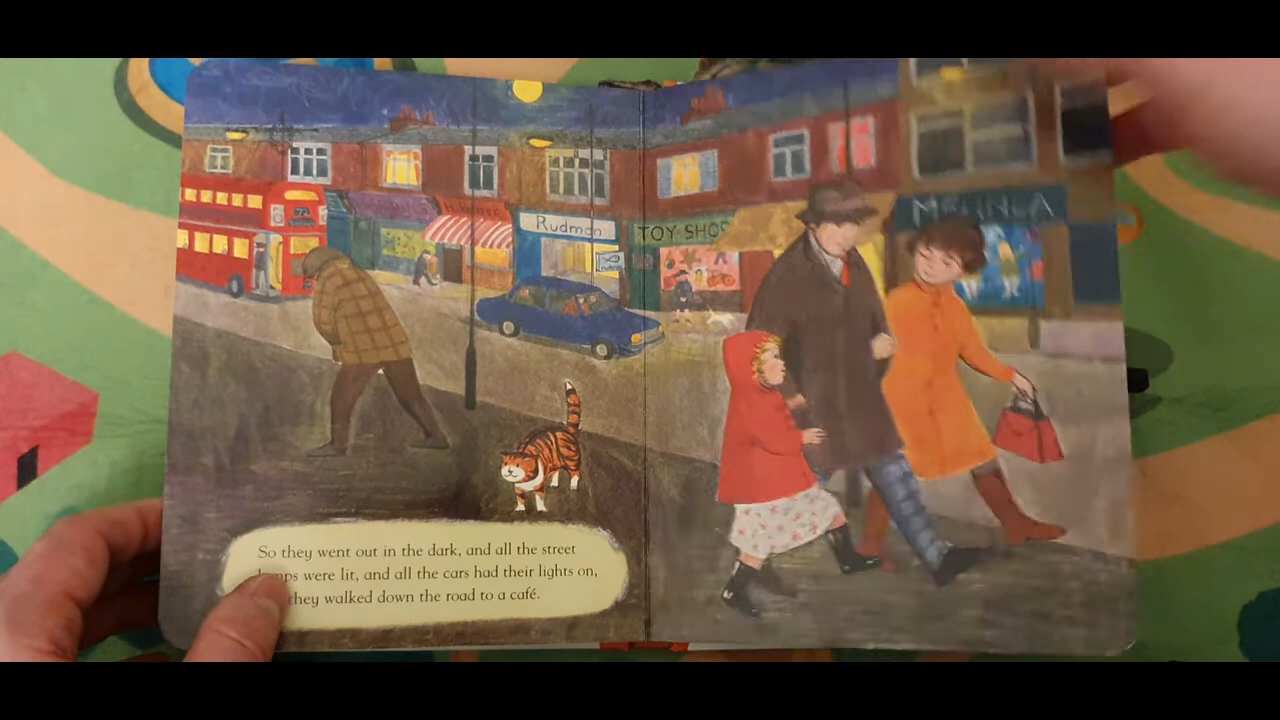 Rudman
TOY SHOP
So they went out in the dark, and all the street
were lit, and all the cars had their lights on,
they walked down the road to a café.